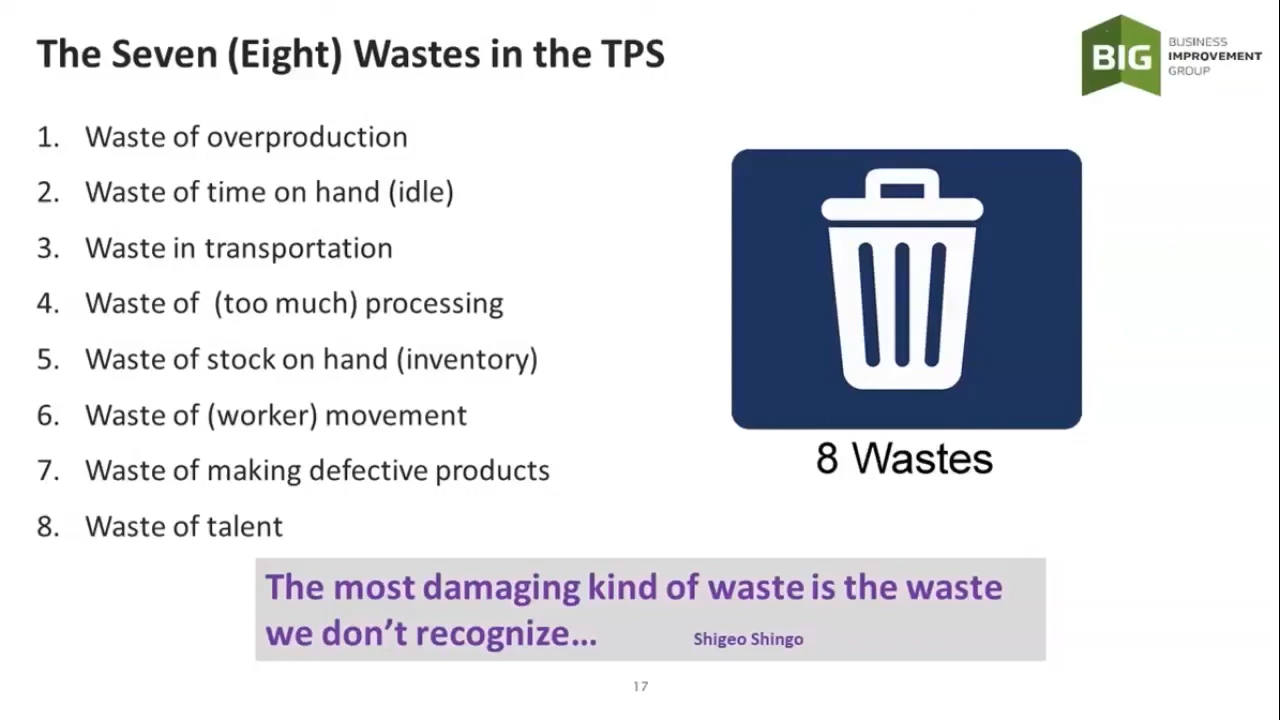 The Seven (Eight) Wastes in the TPS
BIG
BUSINESS
IMPROVEMENT
GROUP
1. Waste of overproduction
2. Waste of time on hand (idle)
3. Waste in transportation
4. Waste of (too much) processing
5. Waste of stock on hand (inventory)
6. Waste of (worker) movement
7. Waste of making defective products
8. Waste of talent
8 Wastes
The most damaging kind of waste is the waste
we don't recognize... Shigeo Shingo
17